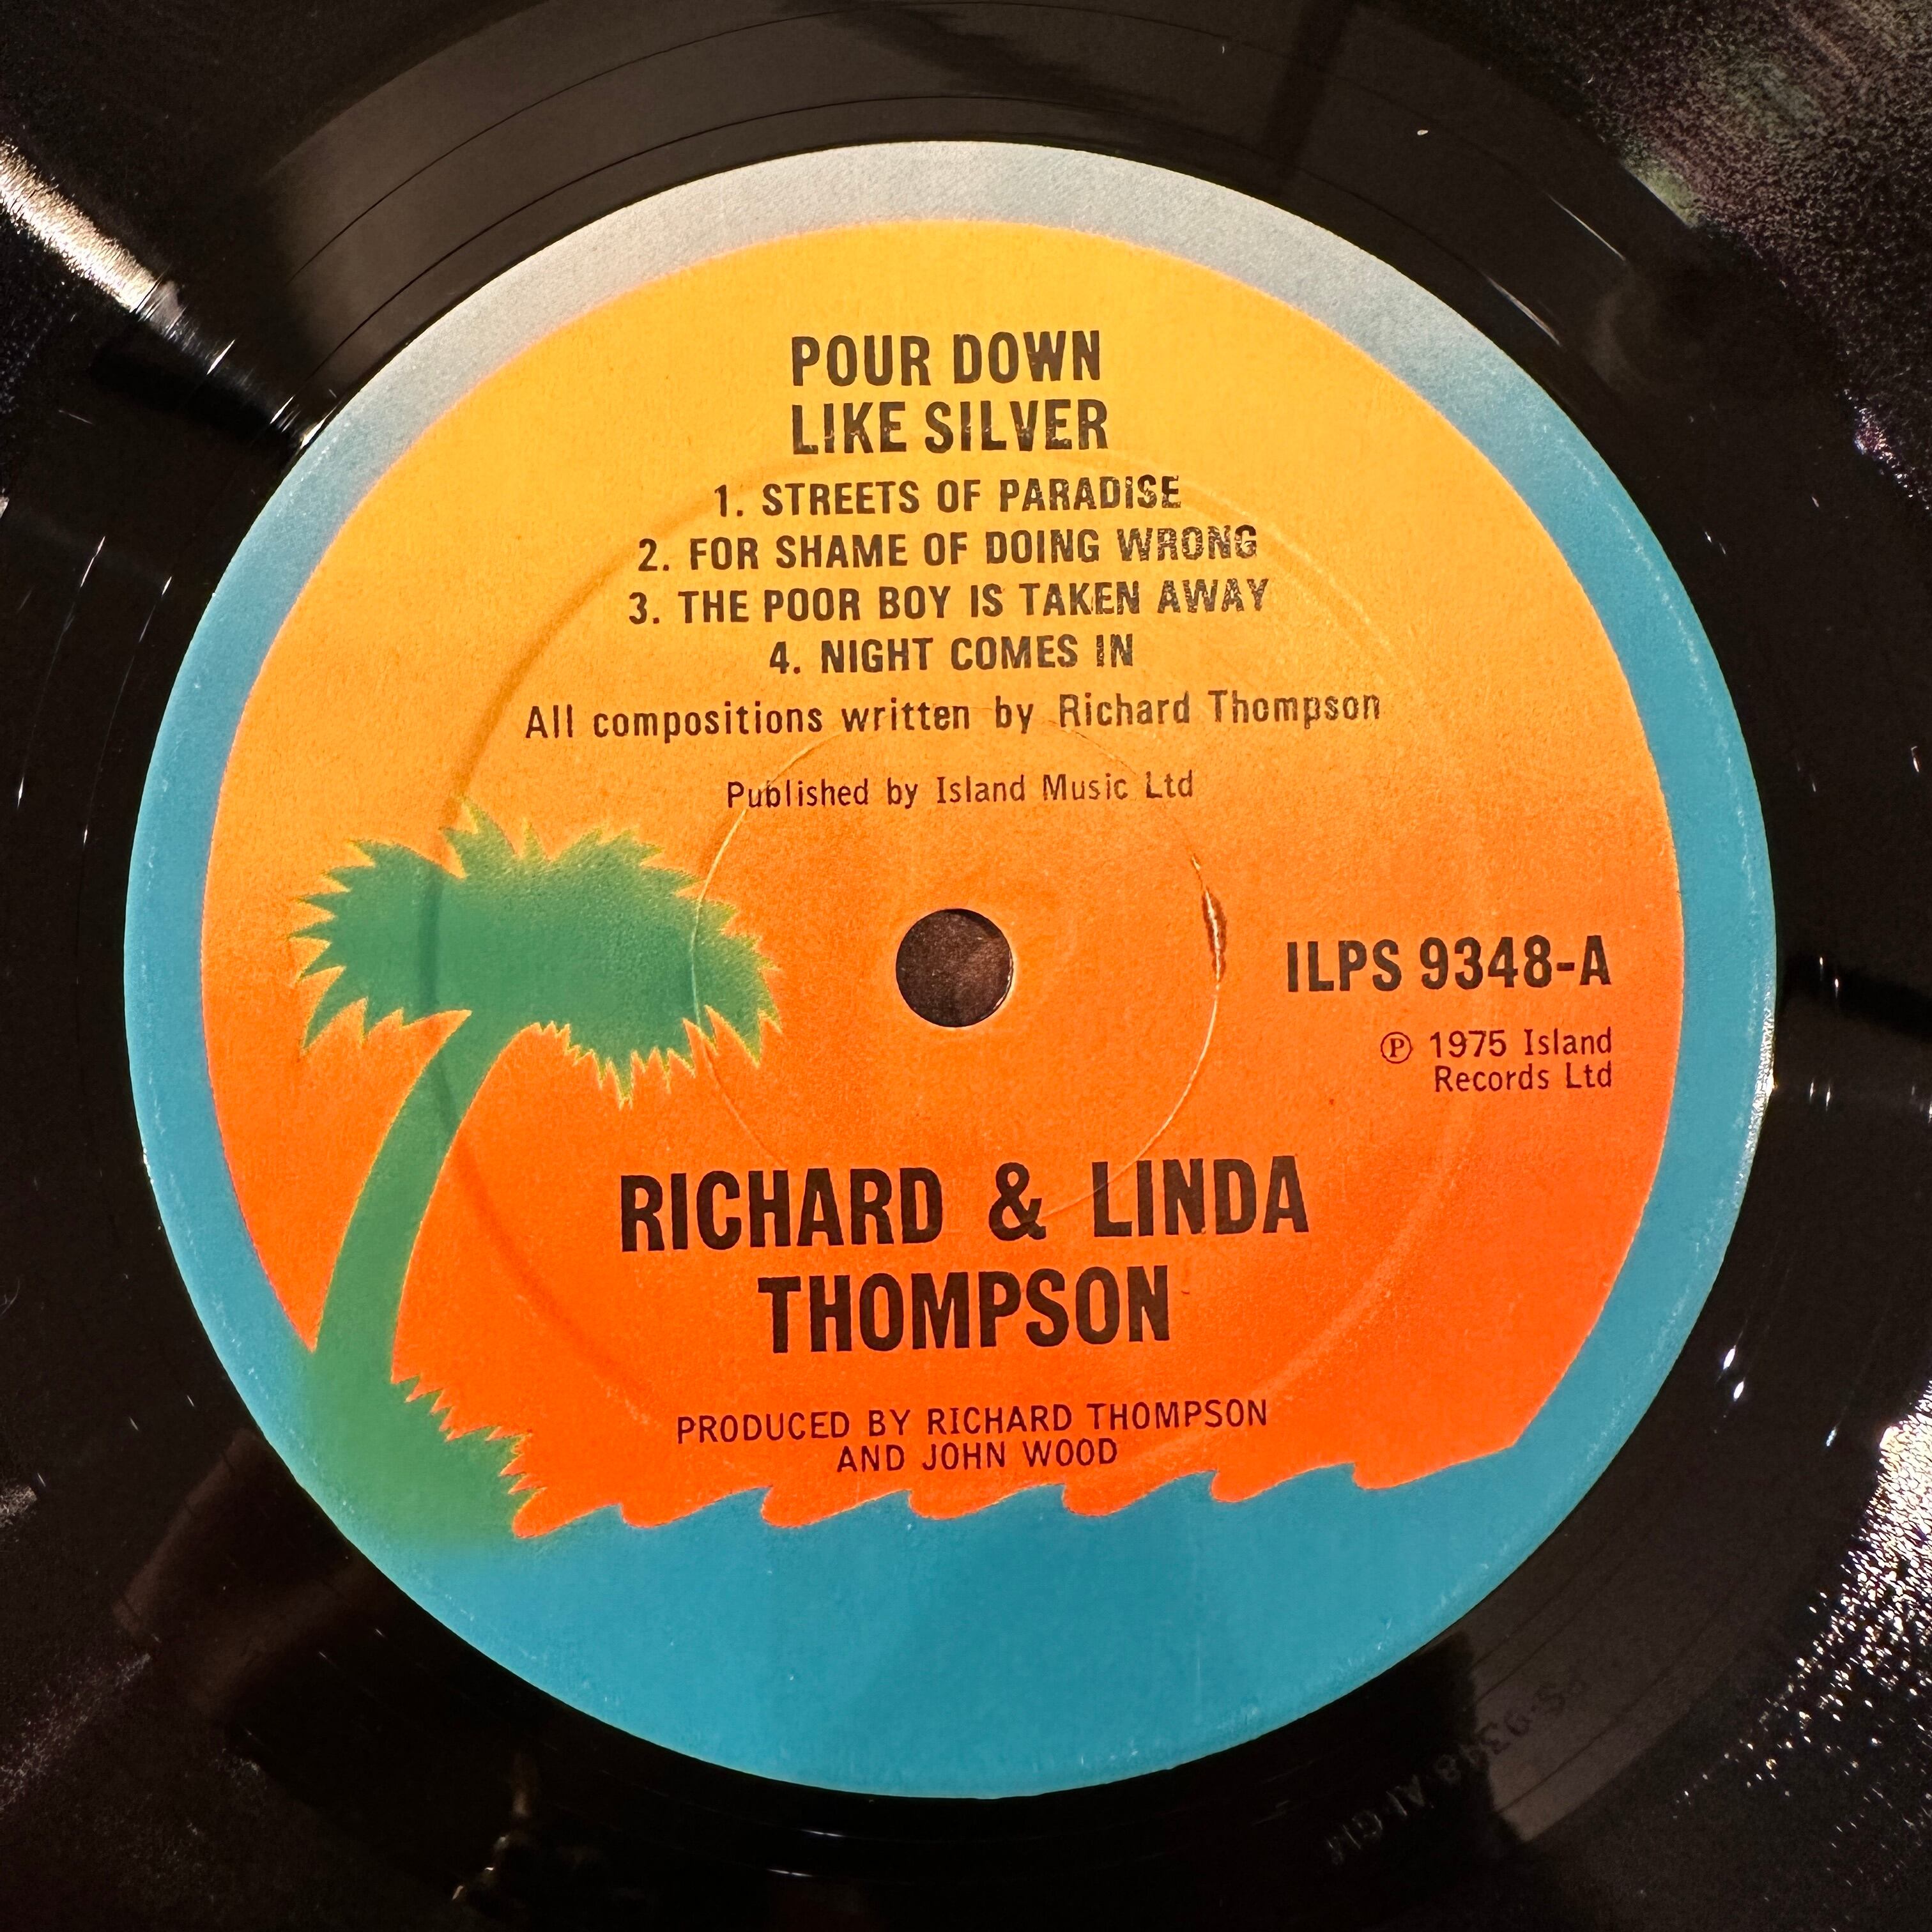 POUR DOWN
LIKE SILVER
1. STREETS OF PARADISE
2. FOR SHAME OF DOING WRONG
3. THE POOR BOY IS TAKEN AWAY
4. NIGHT COMES IN
All compositions written by Richard Thompson
Published by Island Music Ltd
ILPS 9348-A
℗ 1975 Island
Records Ltd
RICHARD & LINDA
THOMPSON
PRODUCED BY RICHARD THOMPSON
AND JOHN WOOD